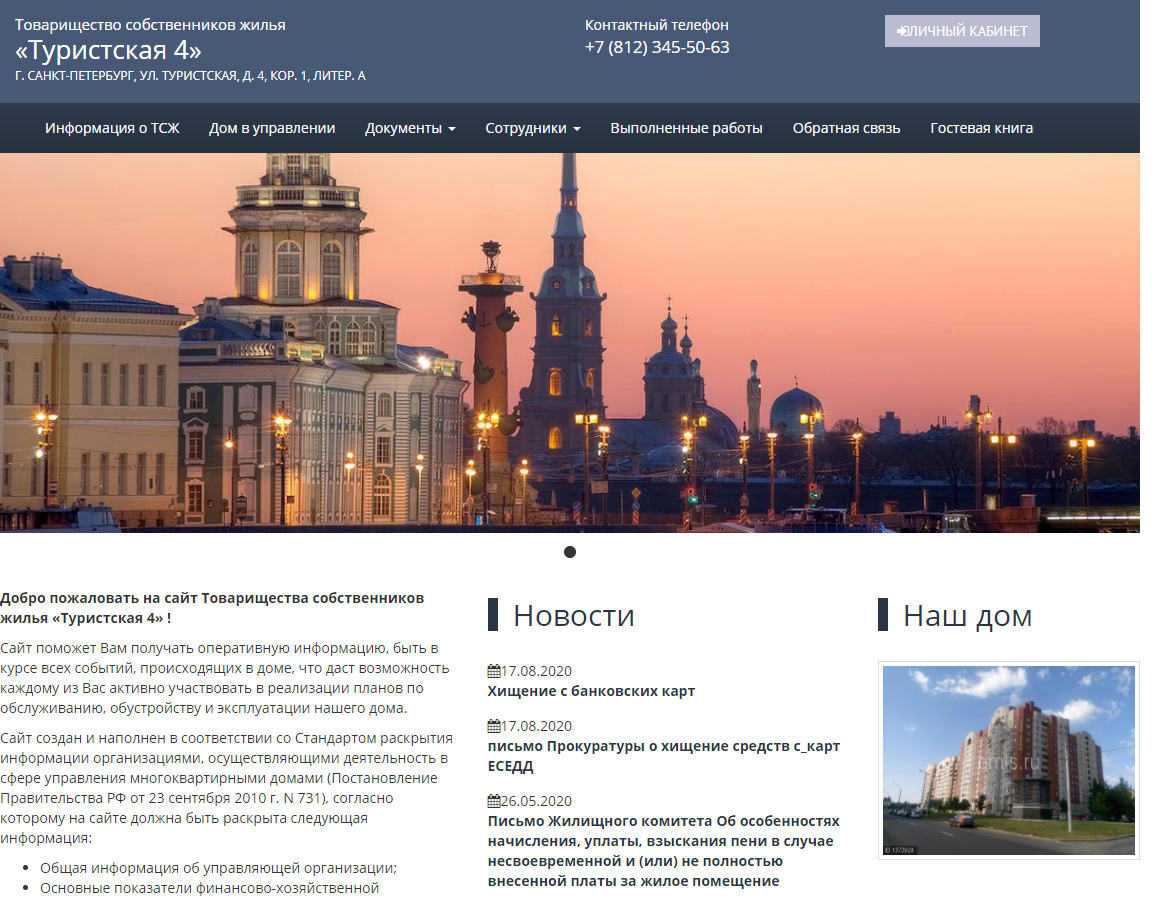 Товарищество собственников жилья
«Туристская 4»
Г. САНКТ-ПЕТЕРБУРГ, УЛ. ТУРИСТСКАЯ, Д. 4, КОР. 1, ЛИТЕР. А
Контактный телефон
+7 (812) 345-50-63
ЛИЧНЫЙ КАБИНЕТ
Информация о ТСЖ Дом в управлении Документы Сотрудники Выполненные работы Обратная связь Гостевая книга
Добро пожаловать на сайт Товарищества собственников
жилья «Туристская 4» !
Сайт поможет Вам получать оперативную информацию, быть в
курсе всех событий, происходящих в доме, что даст возможность
каждому из Вас активно участвовать в реализации планов по
обслуживанию, обустройству и эксплуатации нашего дома.
Сайт создан и наполнен в соответствии со Стандартом раскрытия
информации организациями, осуществляющими деятельность в
сфере управления многоквартирными домами (Постановление
Правительства РФ от 23 сентября 2010 г. N 731), согласно
которому на сайте должна быть раскрыта следующая
информация:
Общая информация об управляющей организации;
Основные показатели финансово-хозяйственной
Новости
17.08.2020
Хищение с банковских карт
17.08.2020
письмо Прокуратуры о хищение средств с_карт
ЕСЕДД
26.05.2020
Письмо Жилищного комитета Об особенностях
начисления, уплаты, взыскания пени в случае
несвоевременной и (или) не полностью
внесенной платы за жилое помещение
Наш дом